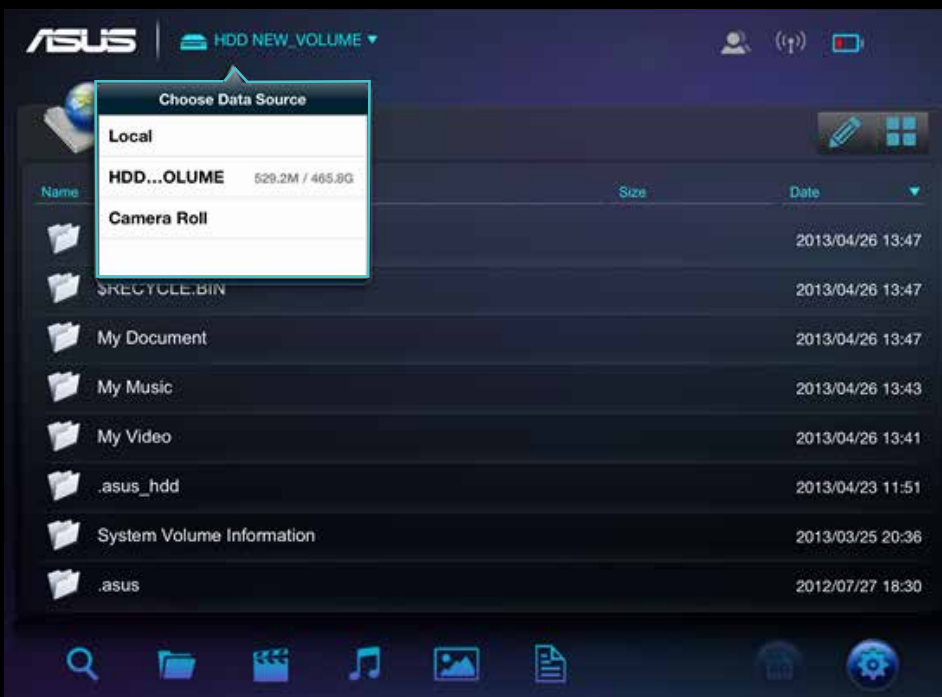 ASUS HDD NEW_VOLUME
Choose Data Source
Local
HDD...OLUME 529.2M / 465.8G
Camera Roll
Name Size Date
2013/04/26 13:47
$RECYCLE.BIN 2013/04/26 13:47
My Document 2013/04/26 13:47
My Music 2013/04/26 13:43
My Video 2013/04/26 13:41
.asus_hdd 2013/04/23 11:51
System Volume Information 2013/03/25 20:36
.asus 2012/07/27 18:30